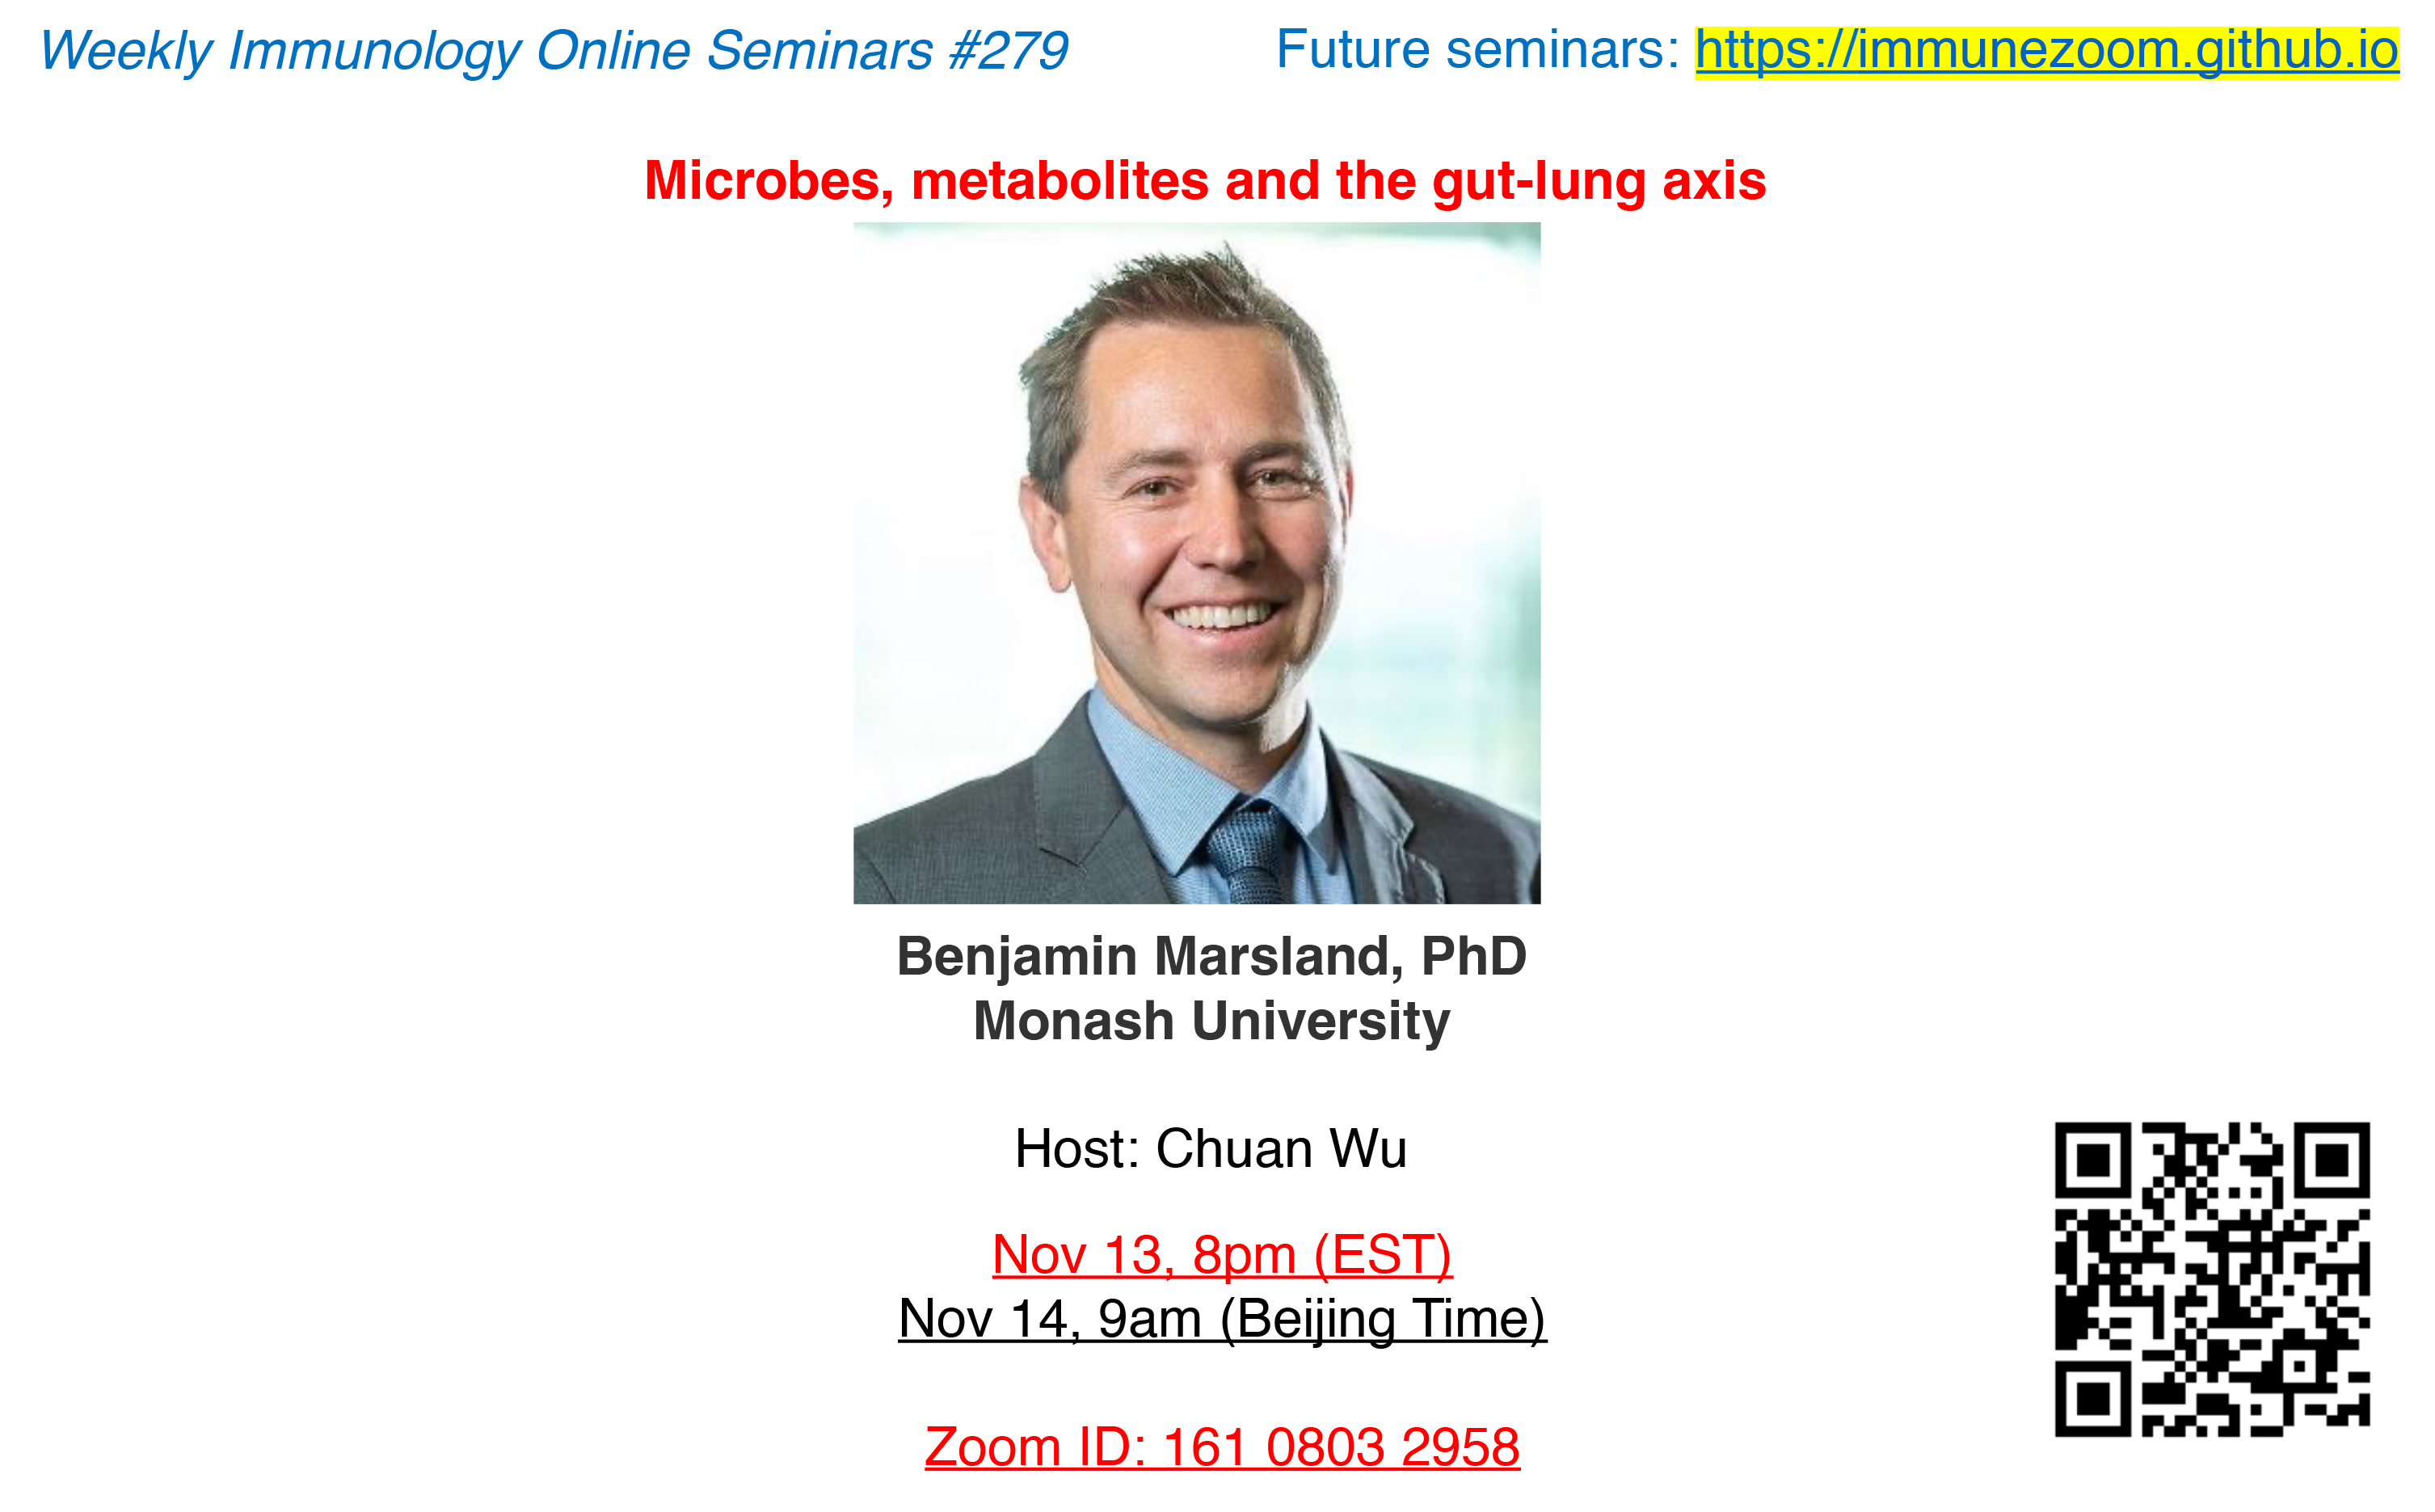 Weekly Immunology Online Seminars #279
Future seminars: https://immunezoom.github.io
Microbes, metabolites and the gut-lung axis
Benjamin Marsland, PhD
Monash University
Host: Chuan Wu
Nov 13, 8pm (EST)
Nov 14, 9am (Beijing Time)
Zoom ID: 161 0803 2958